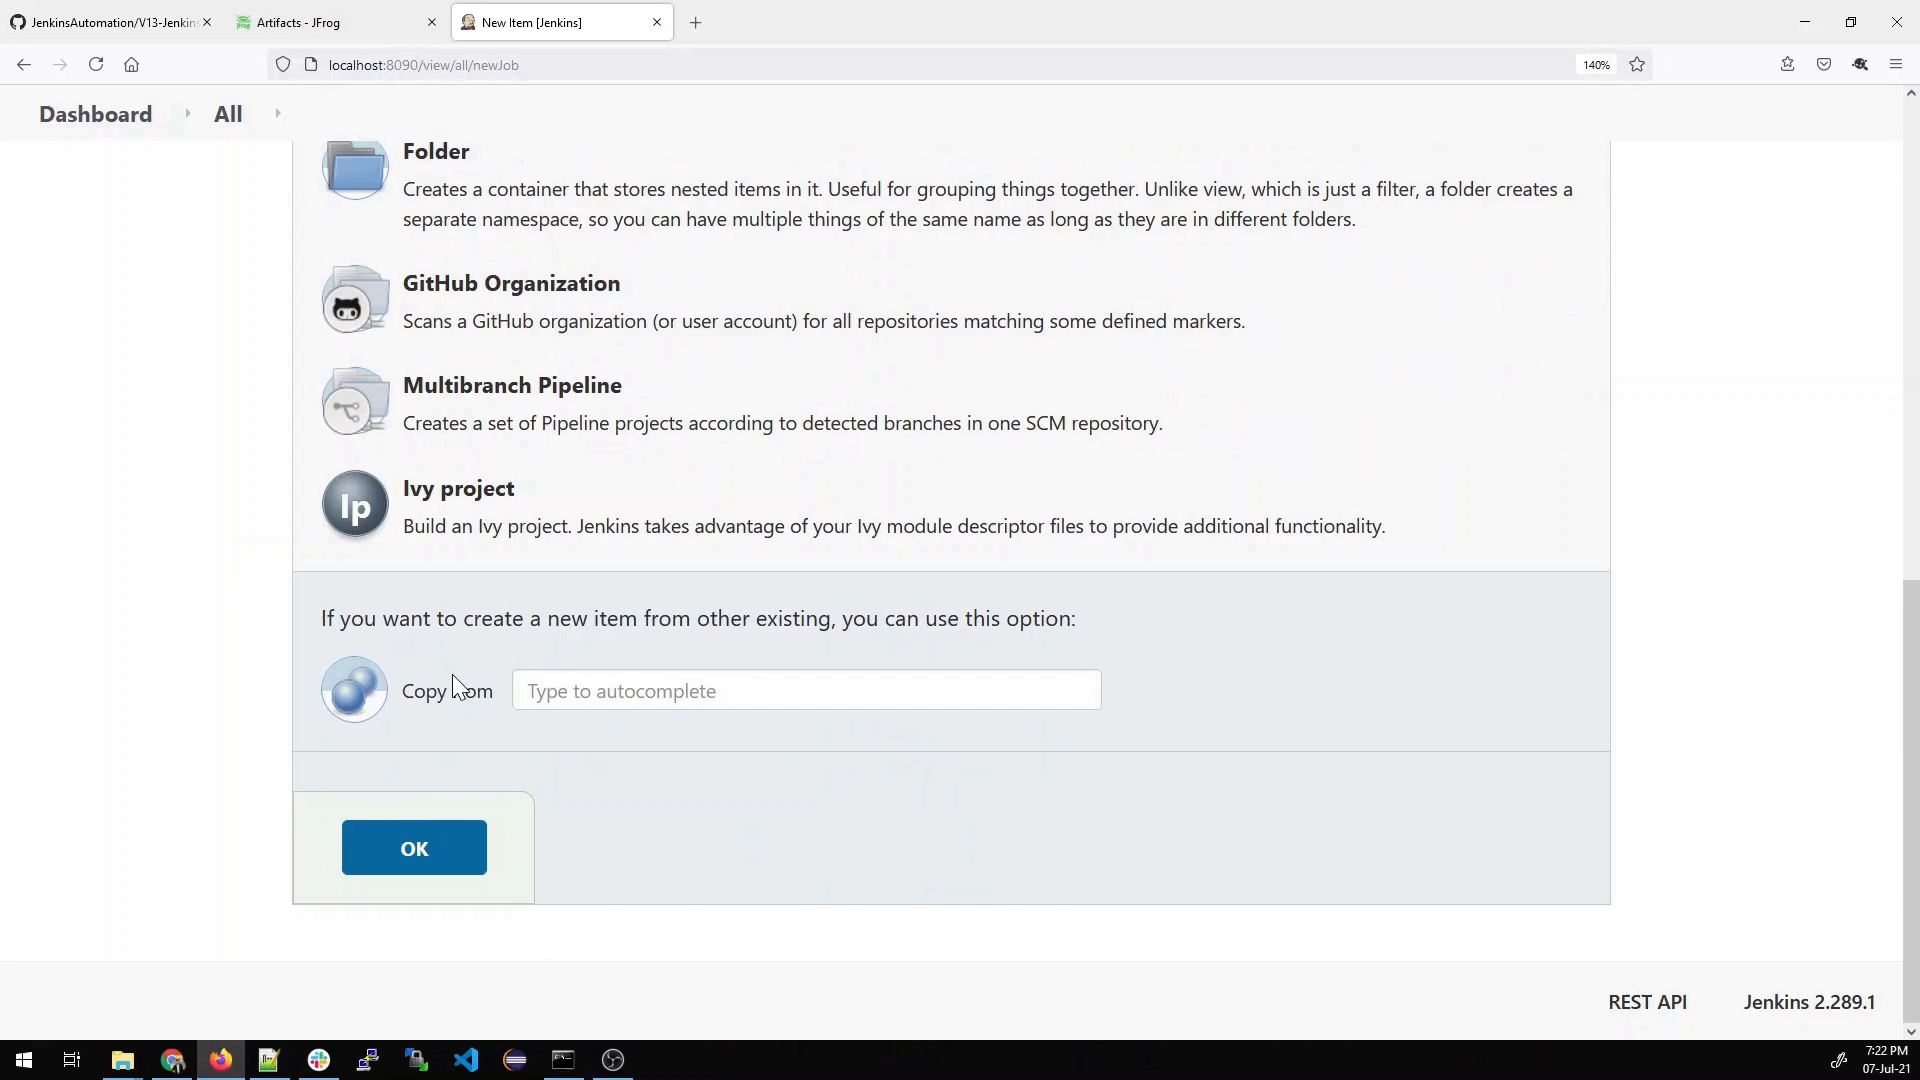 JenkinsAutomation/V13-Jenkins
Artifacts - JFrog
New Item [Jenkins]
localhost:8090/view/all/newJob
140%
Dashboard
All
Folder
Creates a container that stores nested items in it. Useful for grouping things together. Unlike view, which is just a filter, a folder creates a
separate namespace, so you can have multiple things of the same name as long as they are in different folders.
GitHub Organization
Scans a GitHub organization (or user account) for all repositories matching some defined markers.
Multibranch Pipeline
Creates a set of Pipeline projects according to detected branches in one SCM repository.
Ivy project
Ip
Build an Ivy project. Jenkins takes advantage of your Ivy module descriptor files to provide additional functionality.
If you want to create a new item from other existing, you can use this option:
Copy from
Type to autocomplete
OK
REST API
Jenkins 2.289.1
7:22 PM
07-Jul-21